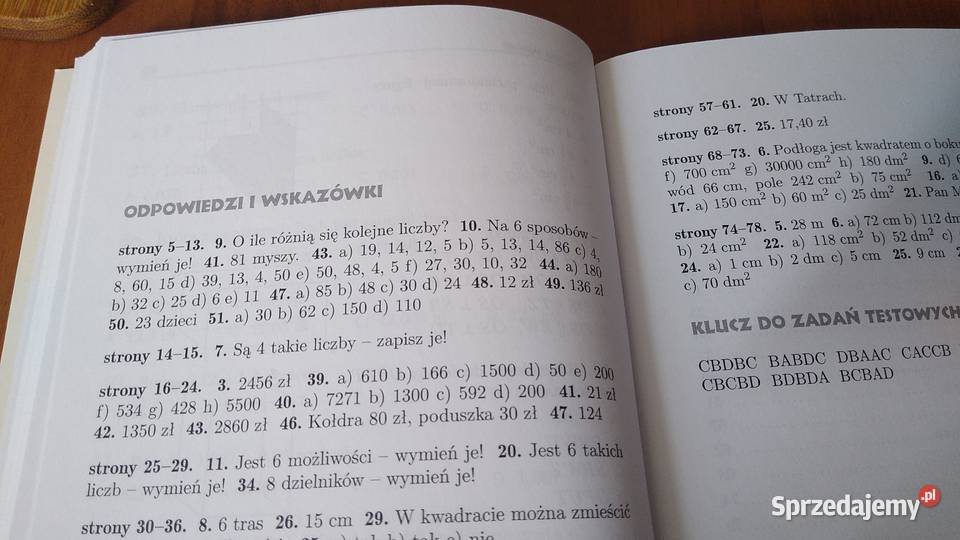 ODPOWIEDZI I WSKAZÓWKI
strony 5–13. 9. O ile różnią się kolejne liczby? 10. Na 6 sposobów –
wymień je! 41. 81 myszy. 43. a) 19, 14, 12, 5 b) 5, 13, 14, 86 c) 4,
8, 60, 15 d) 39, 13, 4, 50 e) 50, 48, 4, 5 f) 27, 30, 10, 32 44. a) 180
b) 32 c) 25 d) 6 e) 11 47. a) 85 b) 48 c) 30 d) 24 48. 12 zł 49. 136 zł
50. 23 dzieci 51. a) 30 b) 62 c) 150 d) 110
strony 14–15. 7. Są 4 takie liczby – zapisz je!
strony 16–24. 3. 2456 zł 39. a) 610 b) 166 c) 1500 d) 50 e) 200
f) 534 g) 428 h) 5500 40. a) 7271 b) 1300 c) 592 d) 200 41. 21 zł
42. 1350 zł 43. 2860 zł 46. Kołdra 80 zł, poduszka 30 zł 47. 124
strony 25–29. 11. Jest 6 możliwości – wymień je! 20. Jest 6 takich
liczb – wymień je! 34. 8 dzielników – wymień je!
strony 30–36. 8. 6 tras 26. 15 cm 29. W kwadracie można zmieścić
strony 57–61. 20. W Tatrach.
strony 62–67. 25. 17,40 zł
strony 68–73. 6. Podłoga jest kwadratem o boku
f) 700 cm² g) 30000 cm² h) 180 dm² 9. d) 6
wód 66 cm, pole 242 cm² b) 75 cm² 16. a)
17. a) 150 cm² b) 60 m² c) 25 dm² 21. Pan M
strony 74–78. 5. 28 m 6. a) 72 cm b) 112 dm
b) 24 cm² 22. a) 118 cm² b) 52 dm² c)
24. a) 1 cm b) 2 dm c) 5 cm 25. 9 cm
c) 70 dm²
KLUCZ DO ZADAŃ TESTOWYCH
CBDBC BABDC DBAAC CACCB
CBCBD BDBDA BCBAD
Sprzedajemy.pl